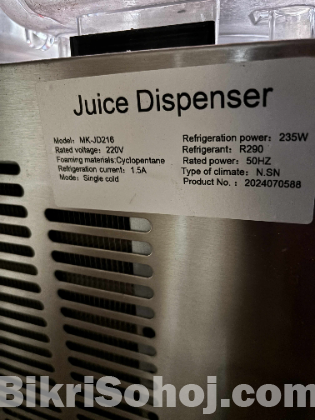 Juice Dispenser
Model: MK-JD216
Rated voltage: 220V
Foaming materials:Cyclopentane
Refrigeration current: 1.5A
Mode: Single cold
Refrigeration power: 235W
Refrigerant: R290
Rated power: 50HZ
Type of climate: N.SN
Product No. : 2024070588
BikriSohoj.com